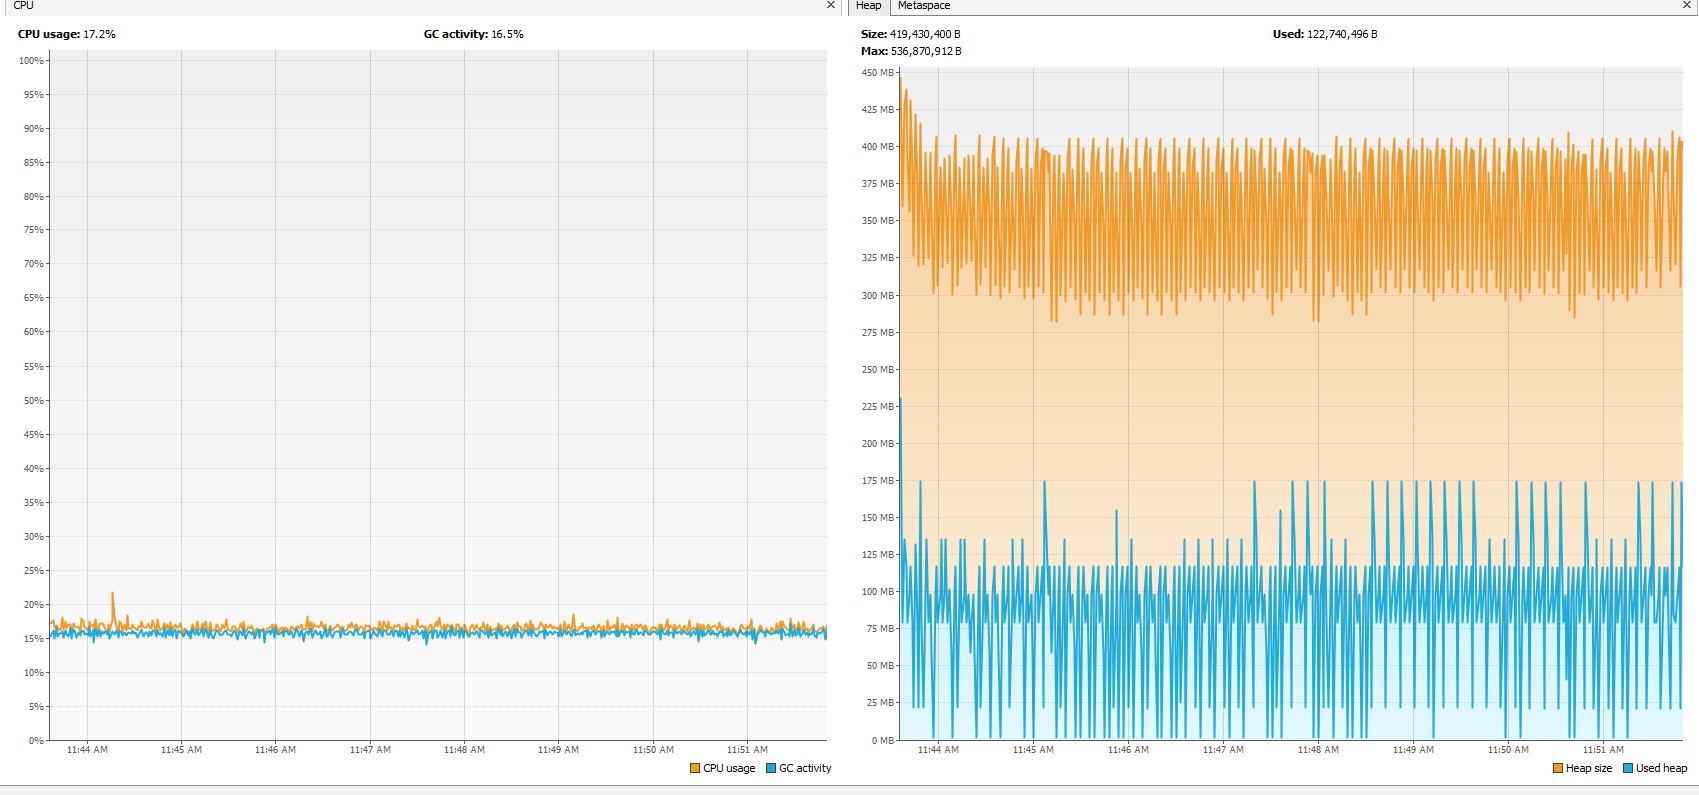 CPU
CPU usage: 17.2%
GC activity: 16.5%
100%
95%
90%
85%
80%
75%
70%
65%
60%
55%
50%
45%
40%
35%
30%
25%
20%
15%
10%
5%
0%
11:44 AM 11:45 AM 11:46 AM 11:47 AM 11:48 AM 11:49 AM 11:50 AM 11:51 AM
CPU usage GC activity
Heap Metaspace
Size: 419,430,400 B
Used: 122,740,496 B
Max: 536,870,912 B
450 MB
425 MB
400 MB
375 MB
350 MB
325 MB
300 MB
275 MB
250 MB
225 MB
200 MB
175 MB
150 MB
125 MB
100 MB
75 MB
50 MB
25 MB
0 MB
11:44 AM 11:45 AM 11:46 AM 11:47 AM 11:48 AM 11:49 AM 11:50 AM 11:51 AM
Heap size Used heap